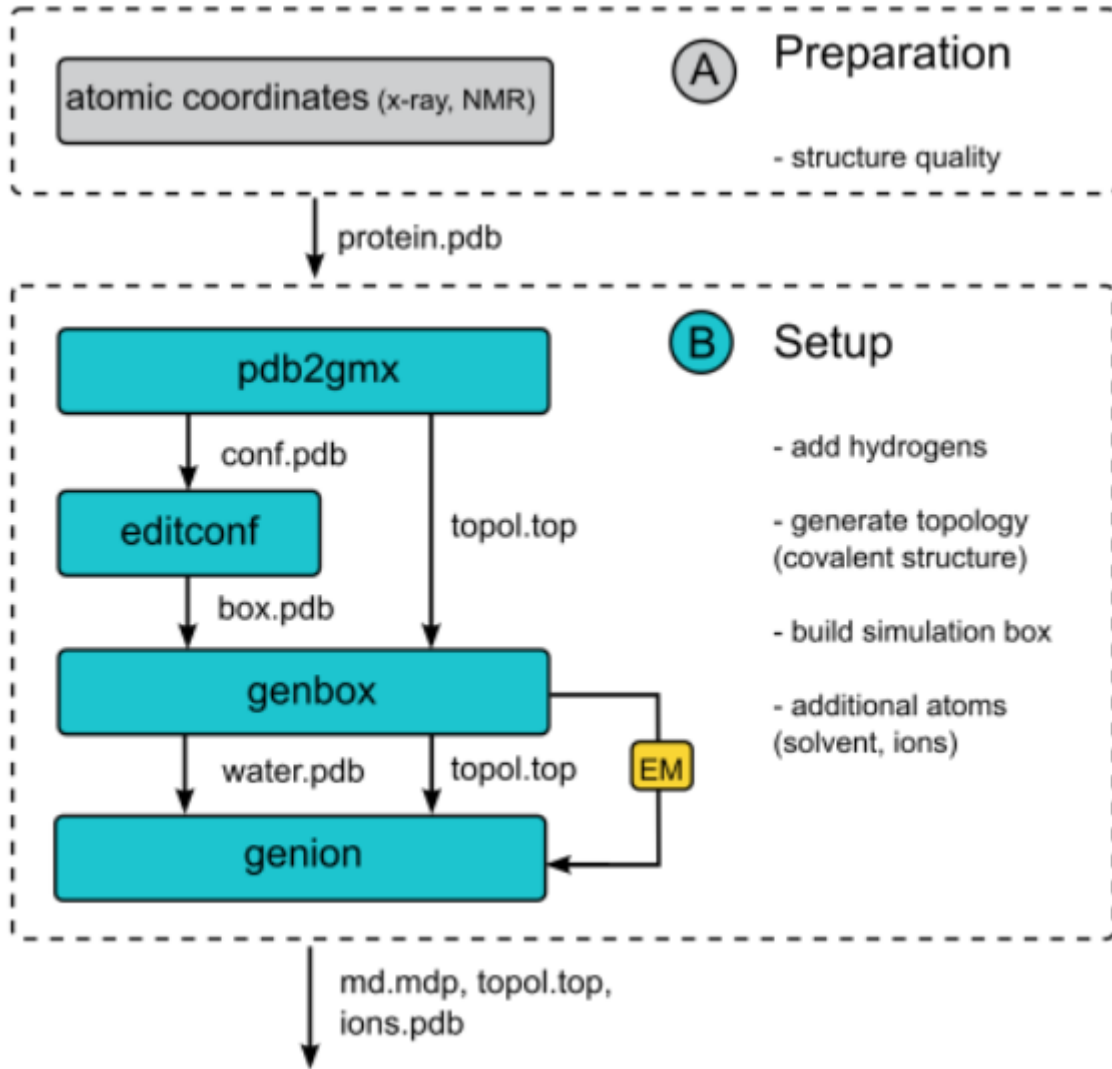 A
Preparation
atomic coordinates (x-ray, NMR)
- structure quality
protein.pdb
B
Setup
pdb2gmx
- add hydrogens
conf.pdb
- generate topology
(covalent structure)
editconf
topol.top
box.pdb
- build simulation box
genbox
- additional atoms
(solvent, ions)
water.pdb
topol.top
EM
genion
md.mdp, topol.top,
ions.pdb